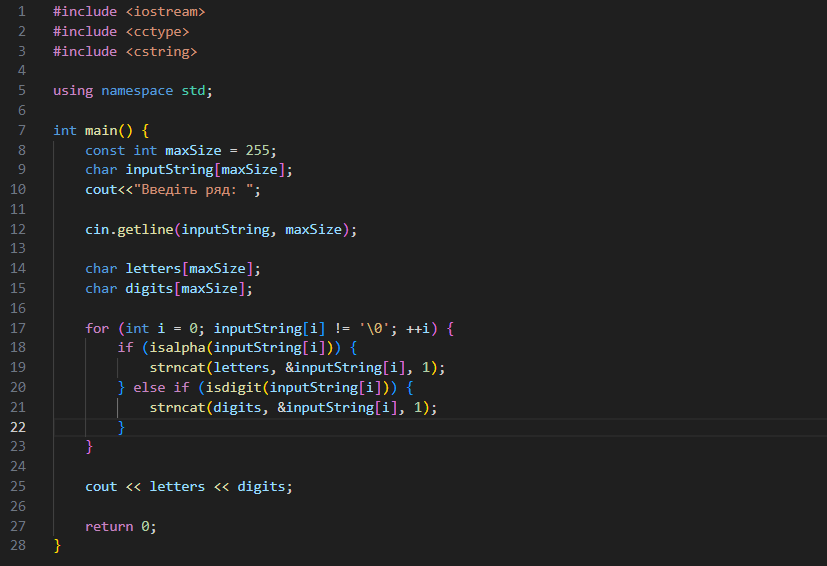 1 #include <iostream>
2 #include <cctype>
3 #include <cstring>
4
5 using namespace std;
6
7 int main() {
8     const int maxSize = 255;
9     char inputString[maxSize];
10     cout<<"Введіть ряд: ";
11
12     cin.getline(inputString, maxSize);
13
14     char letters[maxSize];
15     char digits[maxSize];
16
17     for (int i = 0; inputString[i] != '\0'; ++i) {
18         if (isalpha(inputString[i])) {
19             strncat(letters, &inputString[i], 1);
20         } else if (isdigit(inputString[i])) {
21             strncat(digits, &inputString[i], 1);
22         }
23     }
24
25     cout << letters << digits;
26
27     return 0;
28 }